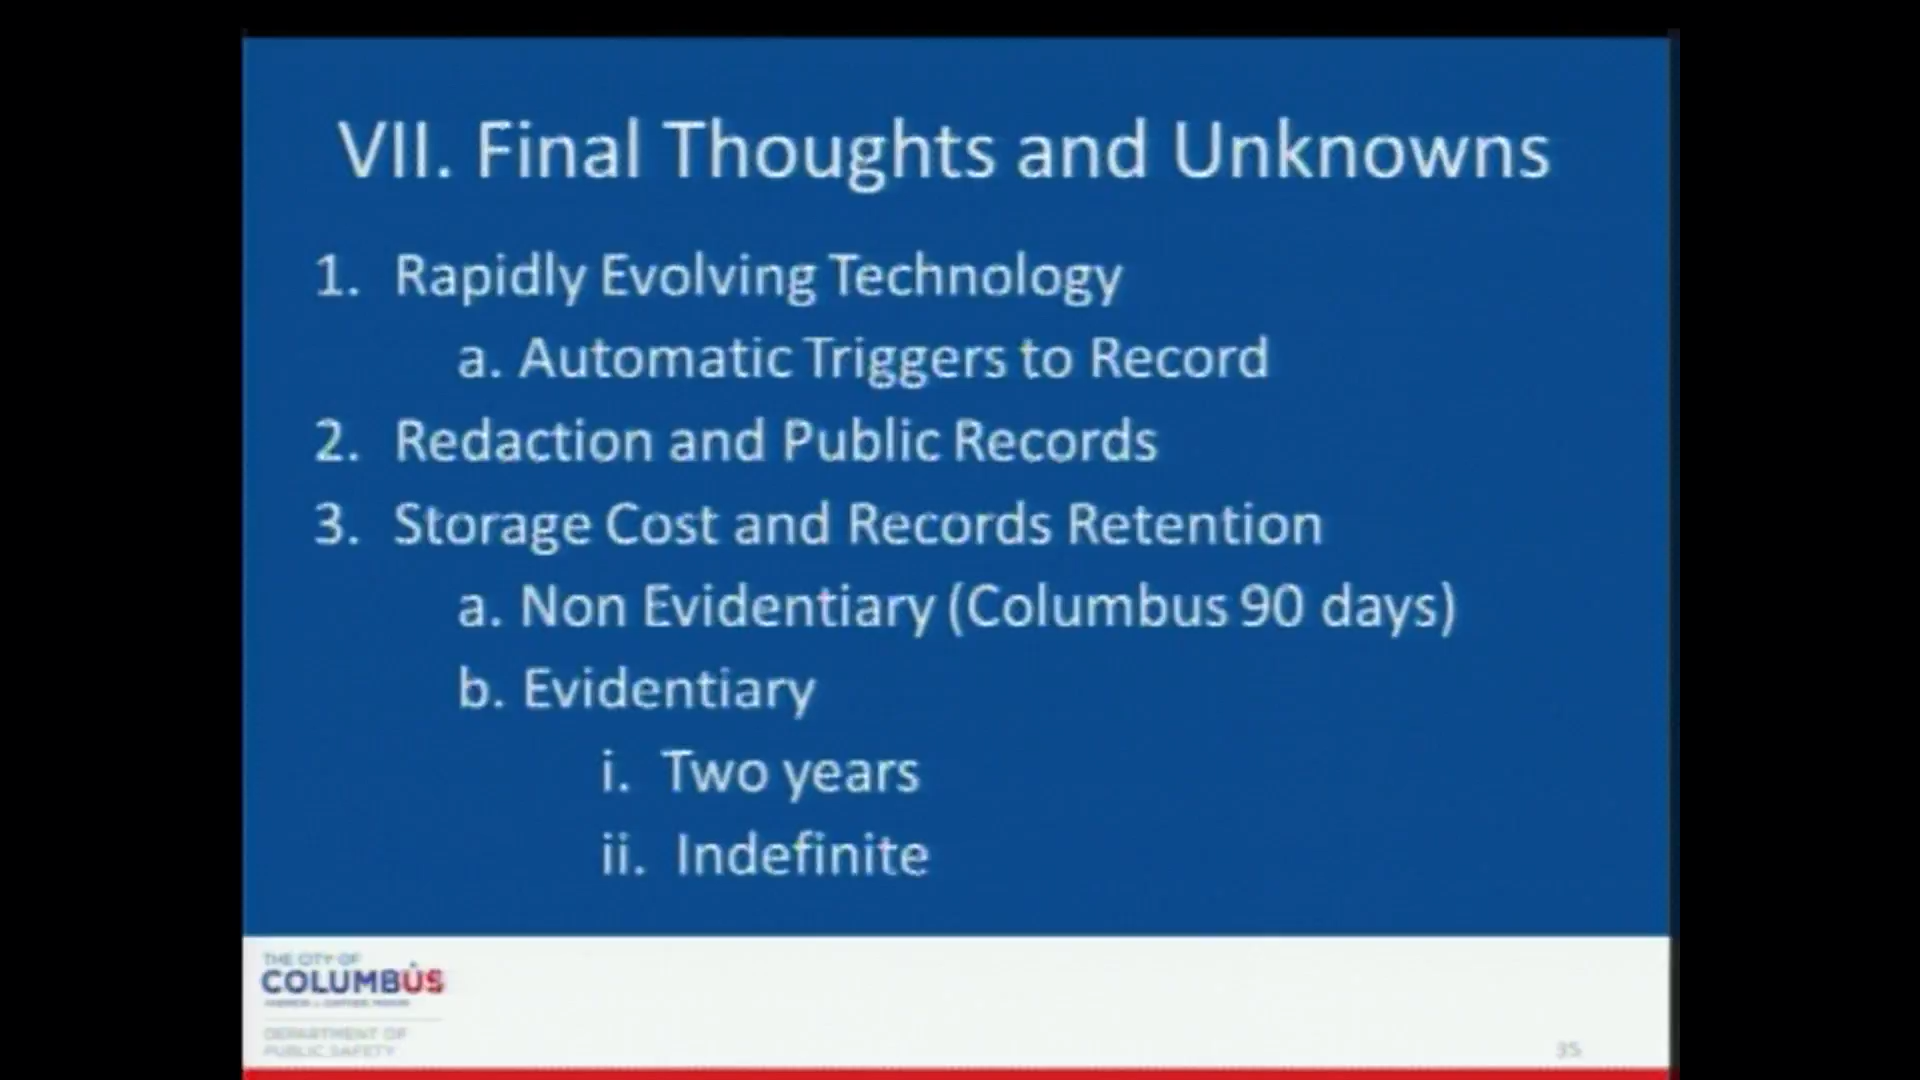 VII. Final Thoughts and Unknowns
1. Rapidly Evolving Technology
a. Automatic Triggers to Record
2. Redaction and Public Records
3. Storage Cost and Records Retention
a. Non Evidentiary (Columbus 90 days)
b. Evidentiary
i. Two years
ii. Indefinite
THE CITY OF
COLUMBUS
DEPARTMENT OF
PUBLIC SAFETY
35